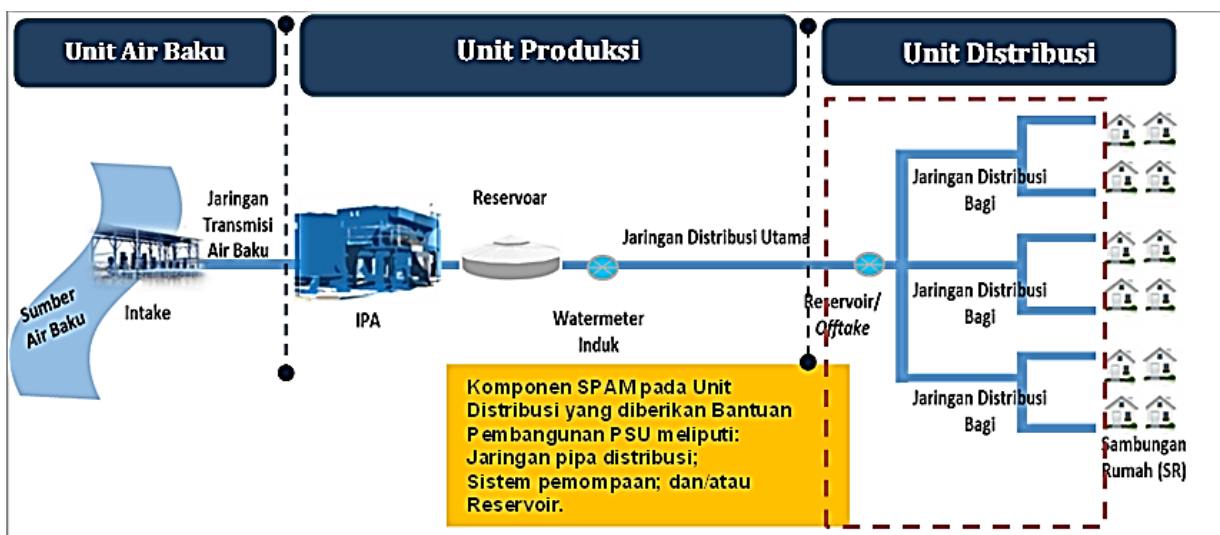 Unit Air Baku
Unit Produksi
Unit Distribusi
Jaringan
Transmisi
Air Baku
Sumber
Air Baku
Intake
IPA
Reservoar
Watermeter
Induk
Jaringan Distribusi Utama
Reservoir/
Offtake
Jaringan Distribusi
Bagi
Jaringan Distribusi
Bagi
Jaringan Distribusi
Bagi
Sambungan
Rumah (SR)
Komponen SPAM pada Unit
Distribusi yang diberikan Bantuan
Pembangunan PSU meliputi:
Jaringan pipa distribusi;
Sistem pemompaan; dan/atau
Reservoir.